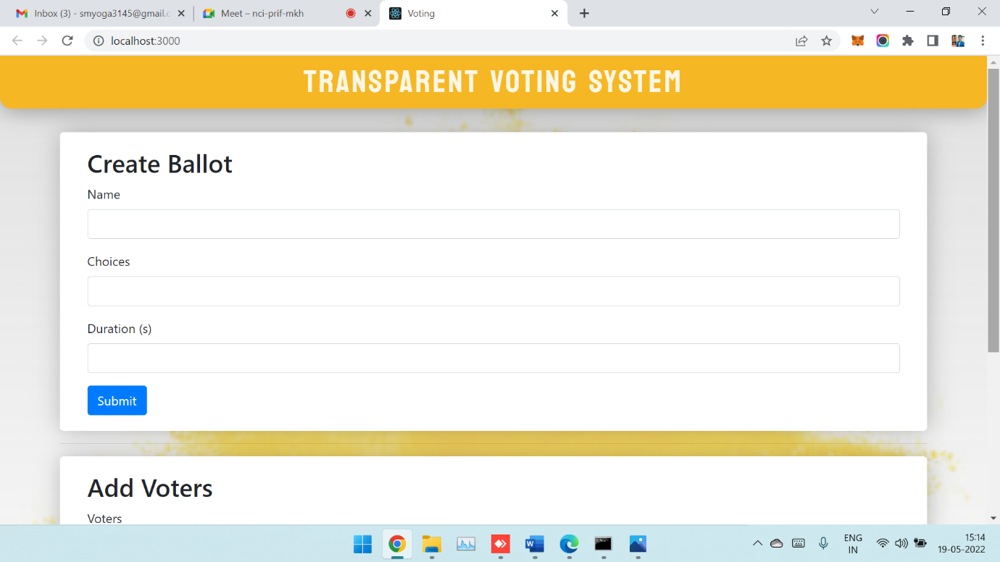 Inbox (3) - smyoga3145@gmail.c
Meet – nci-prif-mkh
Voting
localhost:3000
TRANSPARENT VOTING SYSTEM
Create Ballot
Name
Choices
Duration (s)
Submit
Add Voters
Voters
ENG
IN
15:14
19-05-2022